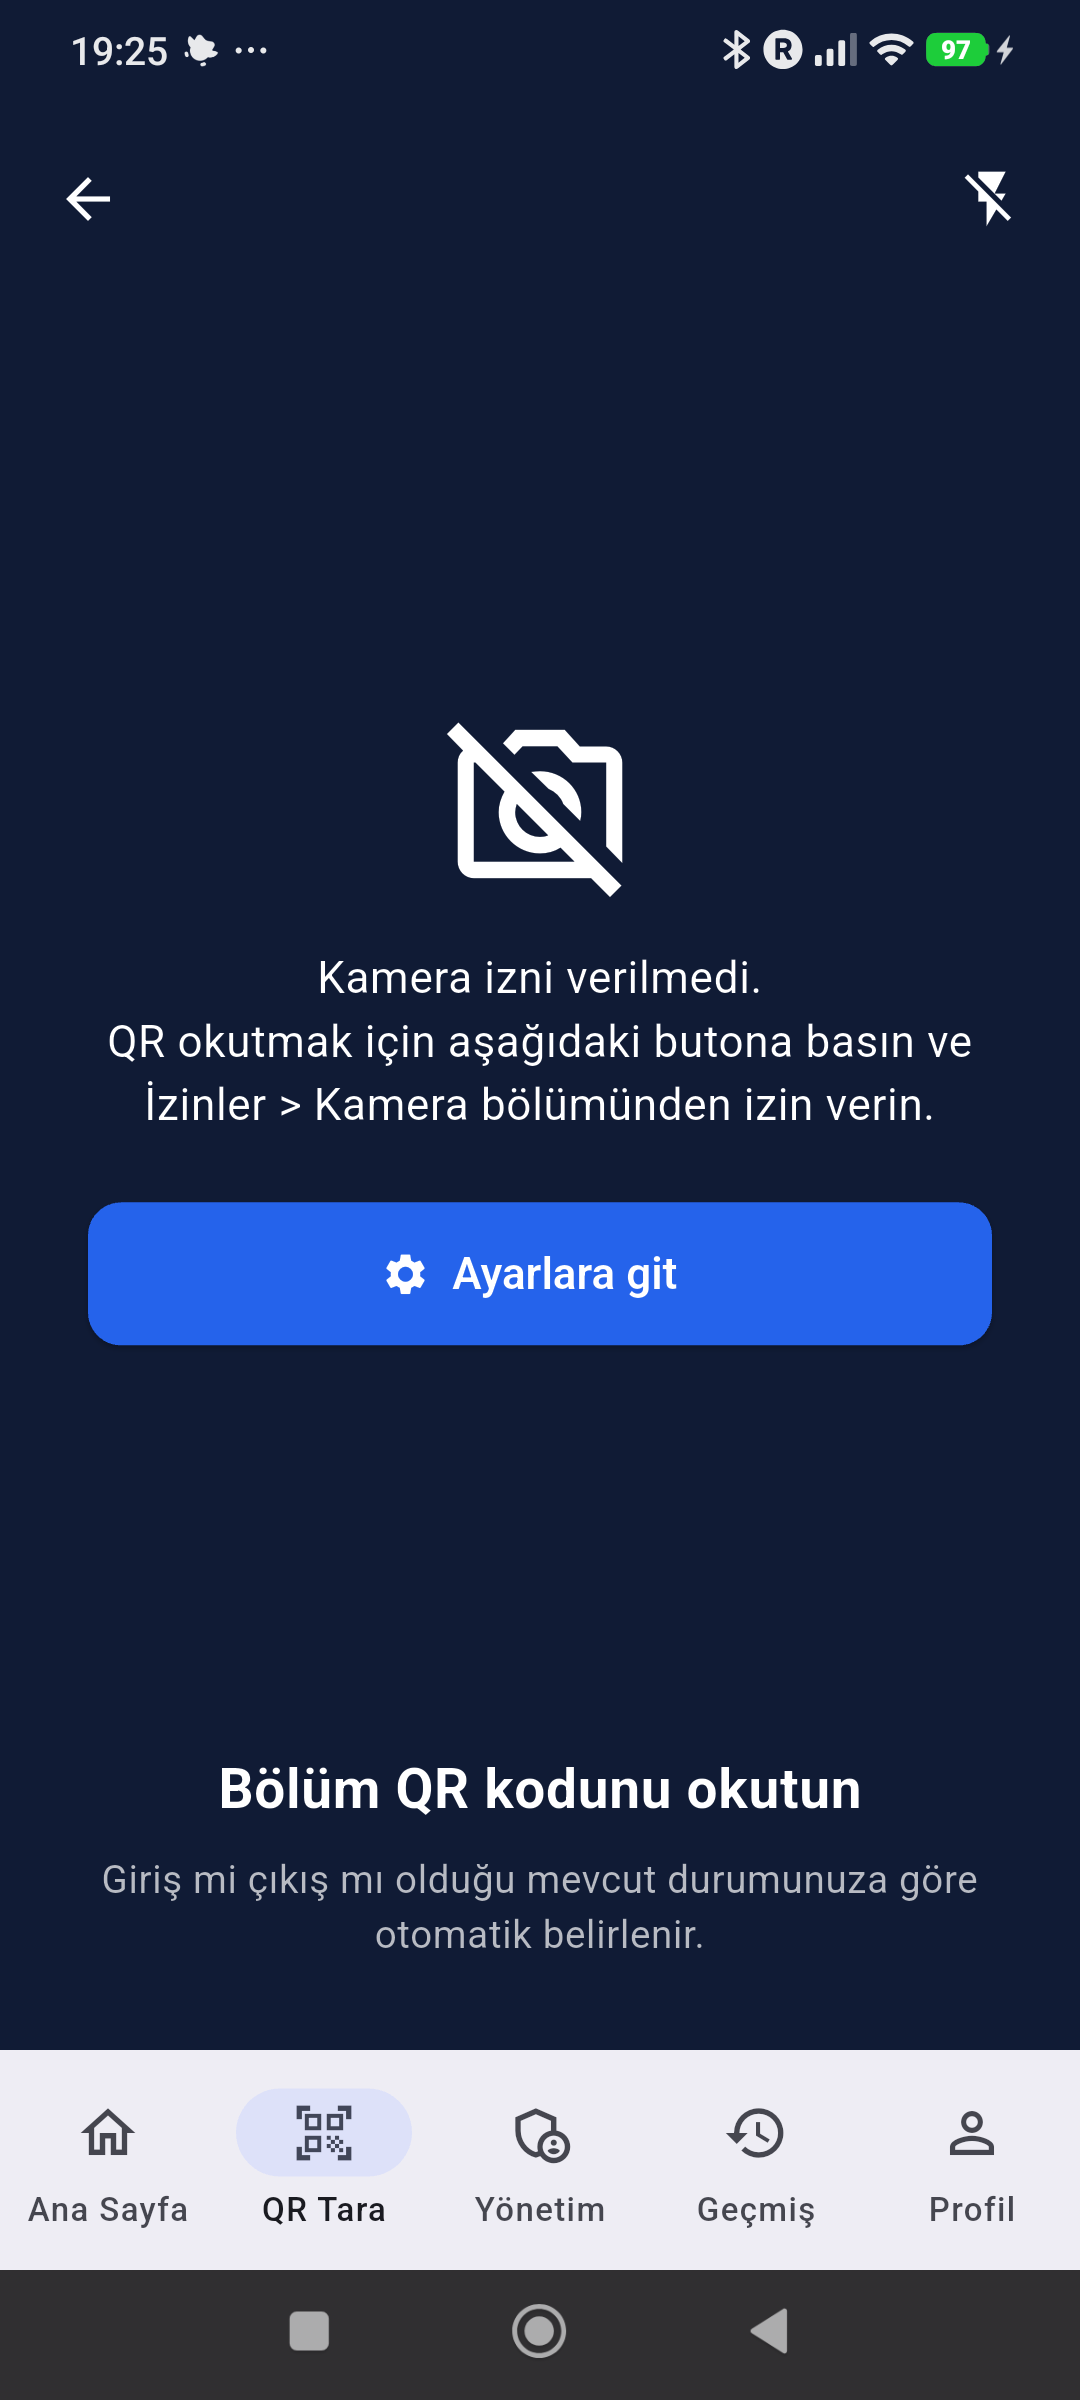 19:25
R
97
Kamera izni verilmedi.
QR okutmak için aşağıdaki butona basın ve
İzinler > Kamera bölümünden izin verin.
Ayarlara git
Bölüm QR kodunu okutun
Giriş mi çıkış mı olduğu mevcut durumunuza göre
otomatik belirlenir.
Ana Sayfa
QR Tara
Yönetim
Geçmiş
Profil